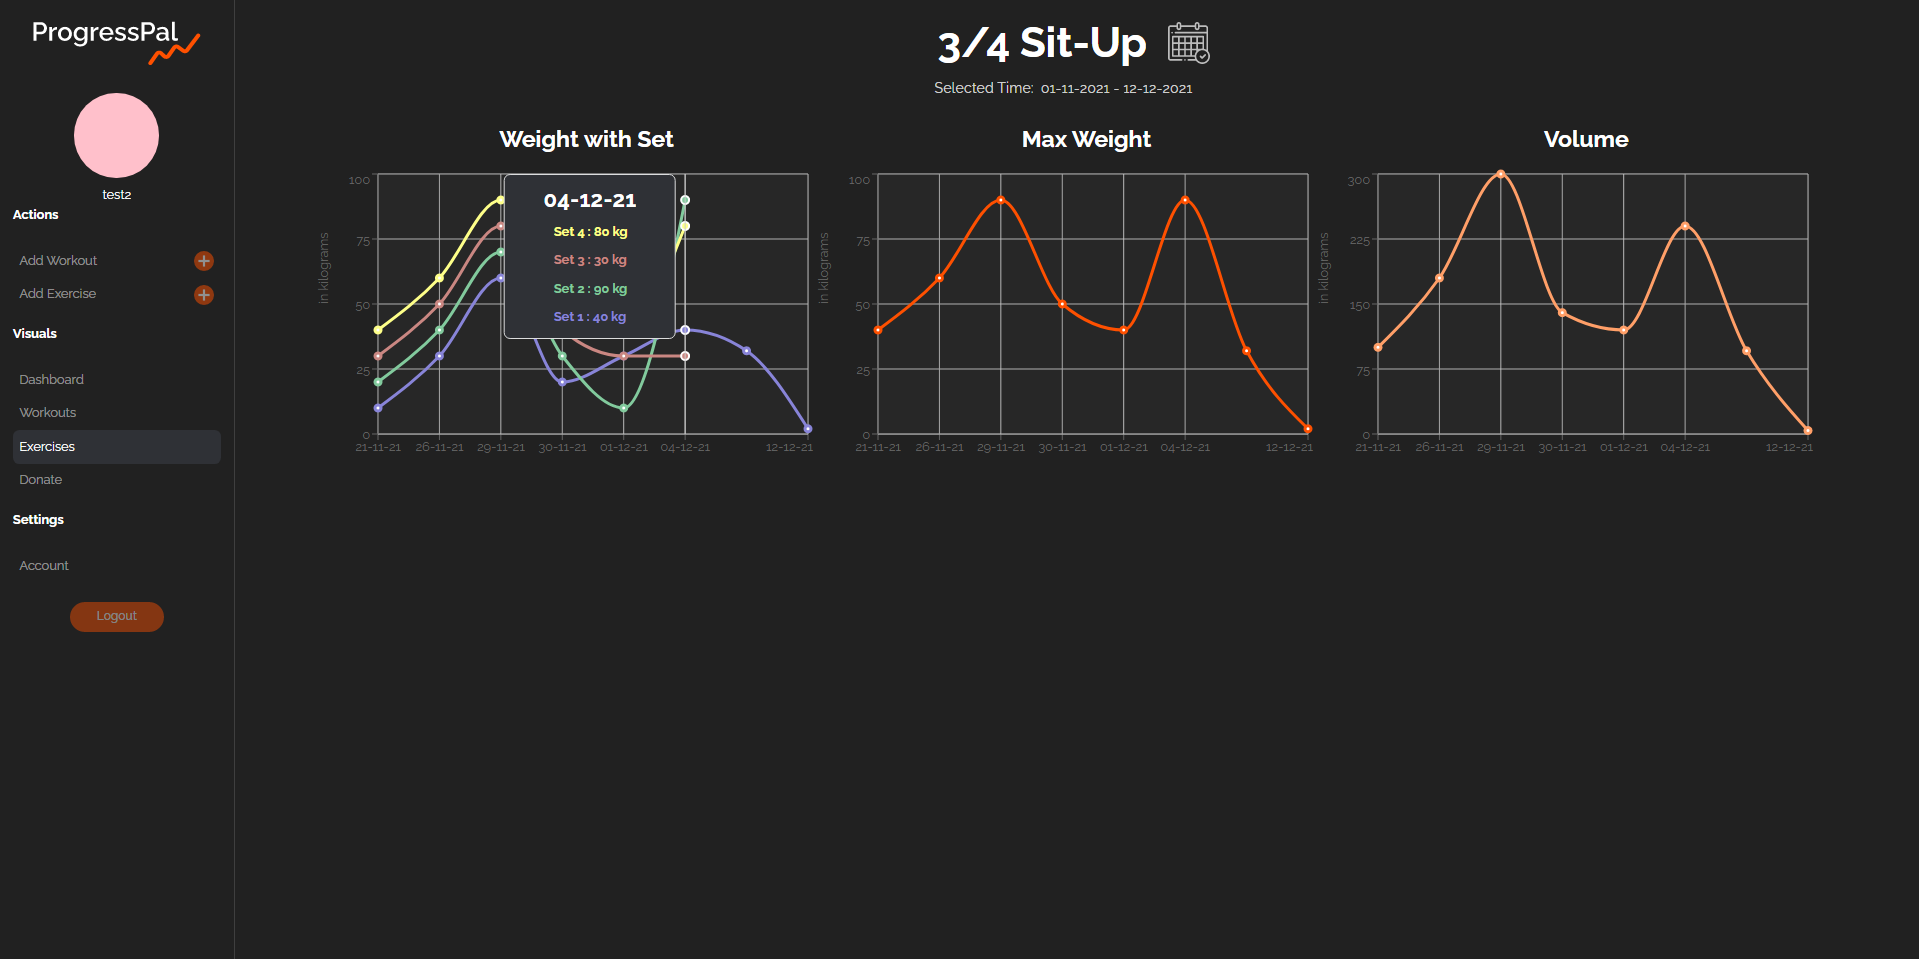 ProgressPal
test2
Actions
Add Workout
Add Exercise
Visuals
Dashboard
Workouts
Exercises
Donate
Settings
Account
Logout
3/4 Sit-Up
Selected Time: 01-11-2021 - 12-12-2021
Weight with Set
in kilograms
100
75
50
25
0
21-11-21 26-11-21 29-11-21 30-11-21 01-12-21 04-12-21 12-12-21
04-12-21
Set 4 : 80 kg
Set 3 : 30 kg
Set 2 : 90 kg
Set 1 : 40 kg
Max Weight
in kilograms
100
75
50
25
0
21-11-21 26-11-21 29-11-21 30-11-21 01-12-21 04-12-21 12-12-21
Volume
in kilograms
300
225
150
75
0
21-11-21 26-11-21 29-11-21 30-11-21 01-12-21 04-12-21 12-12-21